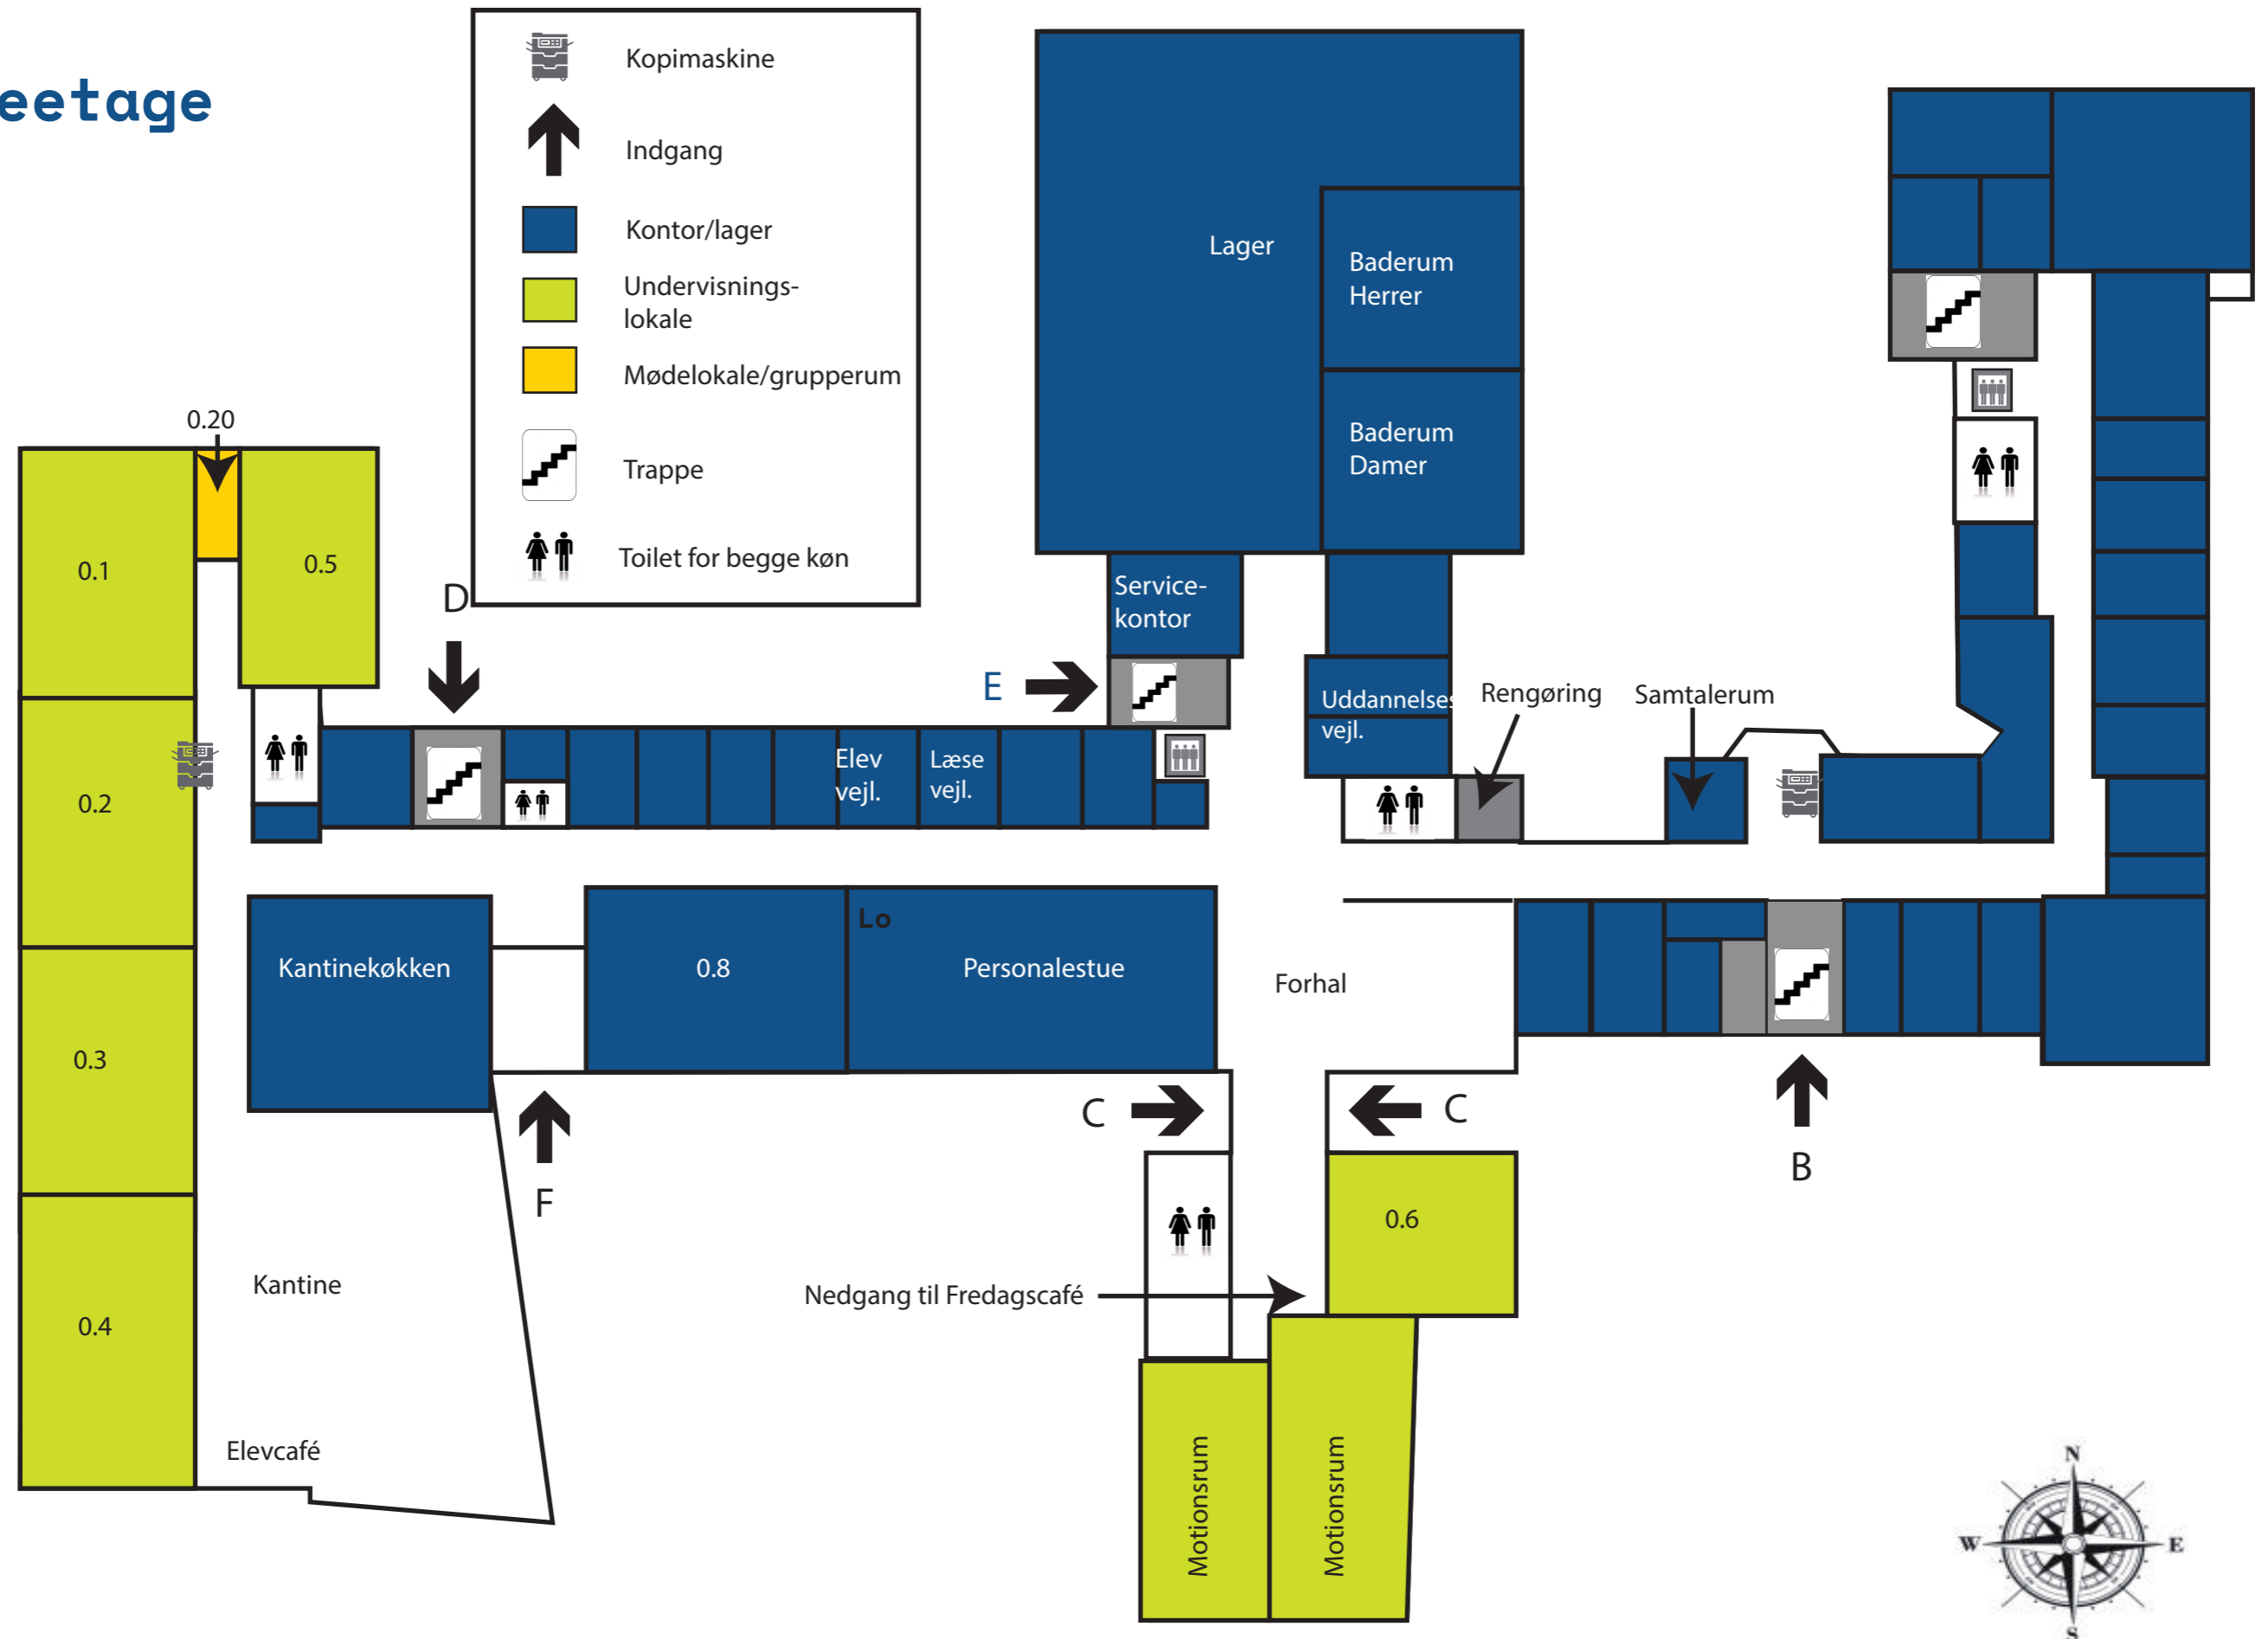 eetage
Kopimaskine
Indgang
Kontor/lager
Undervisnings-
lokale
Mødelokale/grupperum
Trappe
Toilet for begge køn
Lager
Baderum
Herrer
Baderum
Damer
0.20
0.1
0.5
D
Service-
kontor
E
Uddannelses
vejl.
Rengøring
Samtalerum
Elev
vejl.
Læse
vejl.
0.2
Kantinekøkken
0.8
Lo
Personalestue
Forhal
0.3
C
C
B
F
0.6
Kantine
Nedgang til Fredagscafé
0.4
Elevcafé
Motionsrum
Motionsrum
N
W
E
S